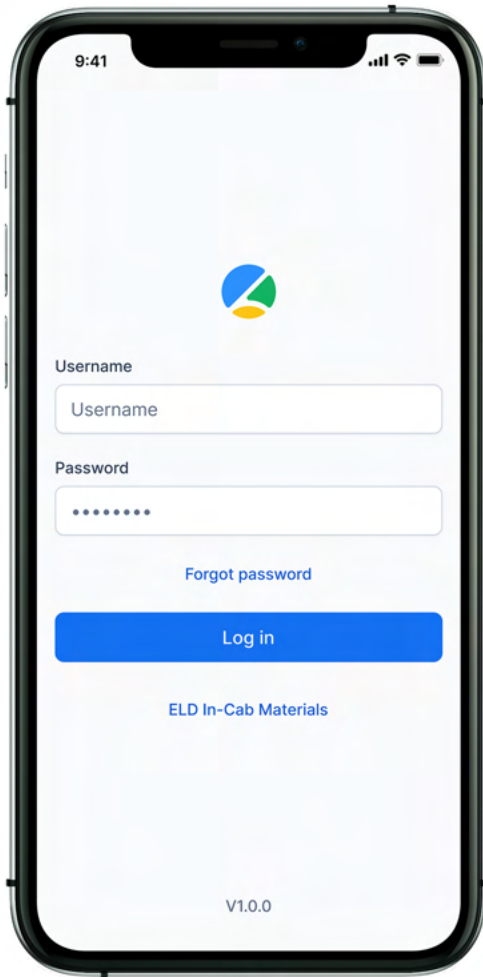 9:41
Username
Username
Password
••••••••
Forgot password
Log in
ELD In-Cab Materials
V1.0.0